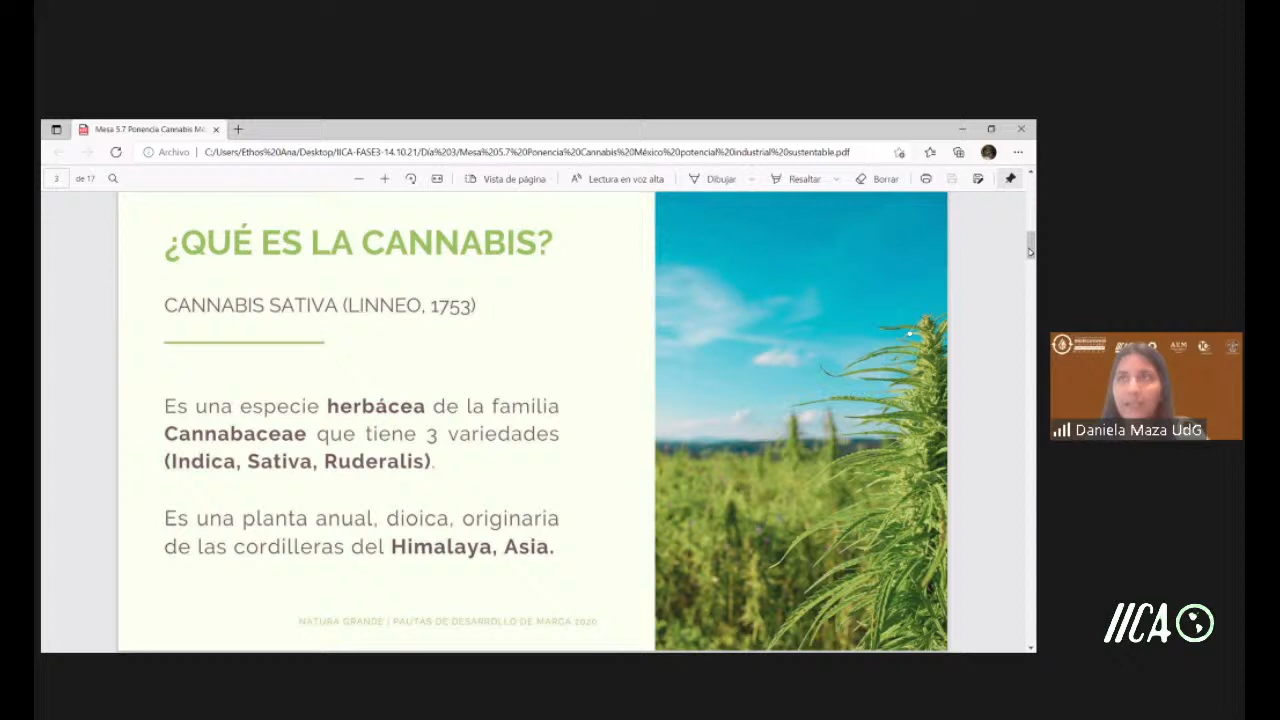 Mesa 5.7 Ponencia Cannabis Mé
Archivo
C:/Users/Ethos%20Ana/Desktop/IICA-FASE3-14.10.21/Día%203/Mesa%205.7%20Ponencia%20Cannabis%20México%20potencial%20industrial%20sustentable.pdf
3 de 17
Vista de página
Lectura en voz alta
Dibujar
Resaltar
Borrar
¿QUÉ ES LA CANNABIS?
CANNABIS SATIVA (LINNEO, 1753)
Es una especie herbácea de la familia
Cannabaceae que tiene 3 variedades
(Indica, Sativa, Ruderalis).
Es una planta anual, dioica, originaria
de las cordilleras del Himalaya, Asia.
NATURA GRANDE | PAUTAS DE DESARROLLO DE MARCA 2020
AEM
Daniela Maza UdG
IICA